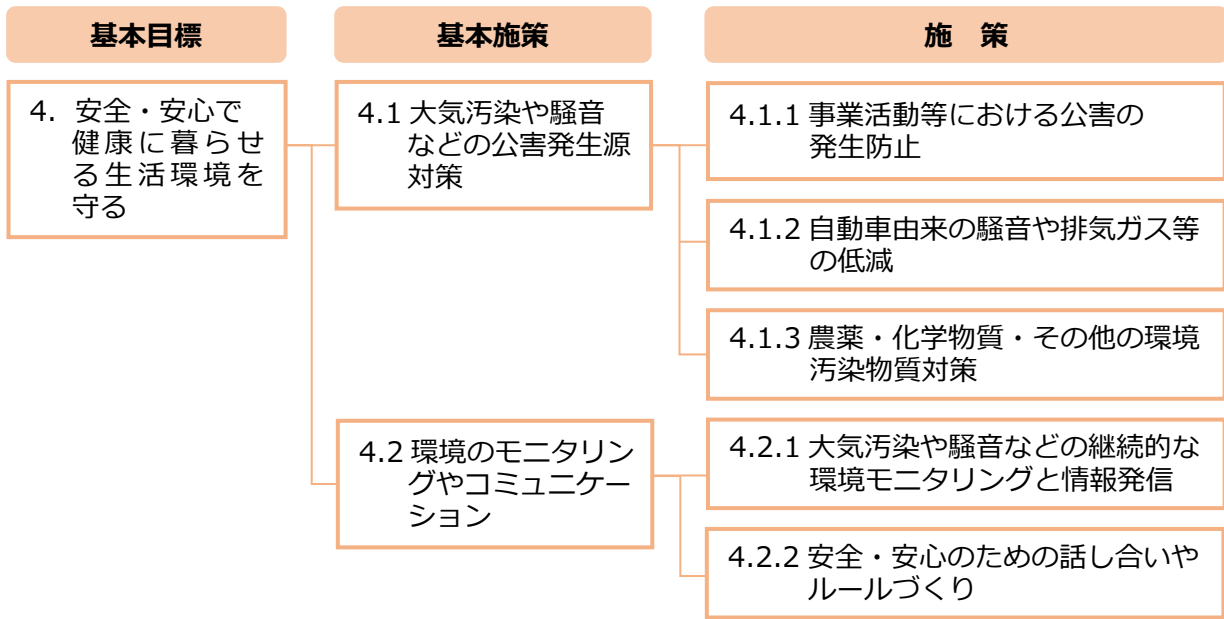 基本目標
基本施策
施　策
4．安全・安心で
健康に暮らせ
る生活環境を
守る
4.1 大気汚染や騒音
などの公害発生源
対策
4.1.1 事業活動等における公害の
発生防止
4.1.2 自動車由来の騒音や排気ガス等
の低減
4.1.3 農薬・化学物質・その他の環境
汚染物質対策
4.2 環境のモニタリン
グやコミュニケー
ション
4.2.1 大気汚染や騒音などの継続的な
環境モニタリングと情報発信
4.2.2 安全・安心のための話し合いや
ルールづくり